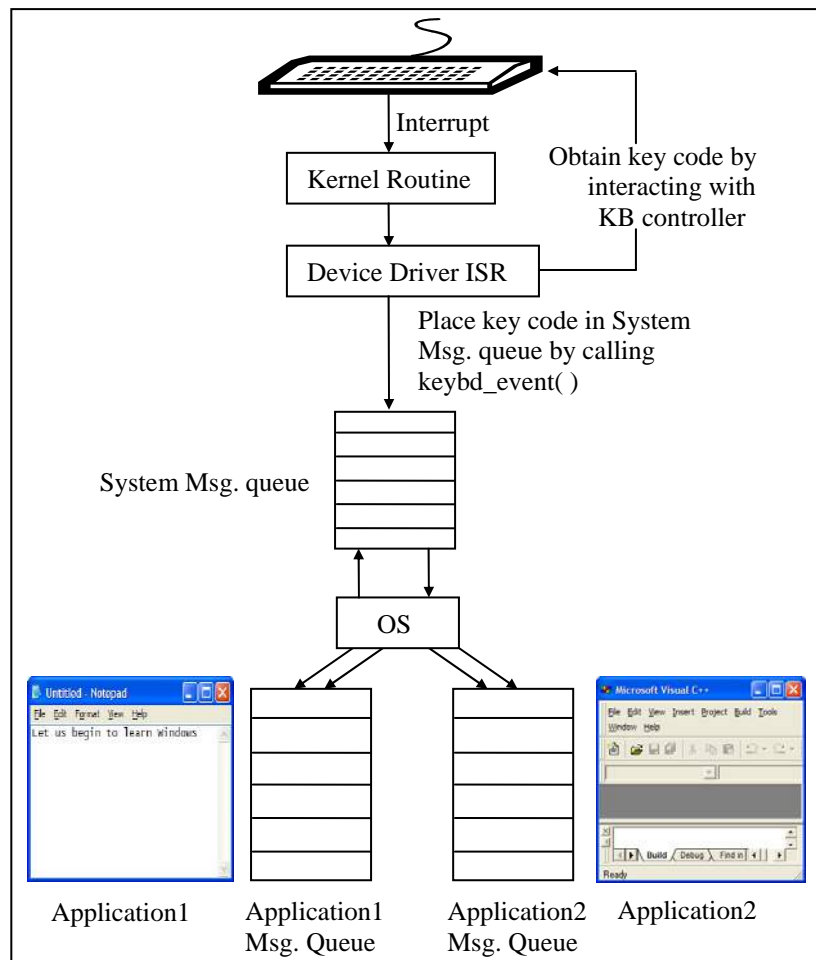 Interrupt
Kernel Routine
Obtain key code by
interacting with
KB controller
Device Driver ISR
Place key code in System
Msg. queue by calling
keybd_event( )
System Msg. queue
OS
Untitled - Notepad
File Edit Format View Help
Let us begin to learn Windows
Microsoft Visual C++
File Edit View Insert Project Build Tools
Window Help
Build Debug Find in
Ready
Application1
Application1
Msg. Queue
Application2
Msg. Queue
Application2